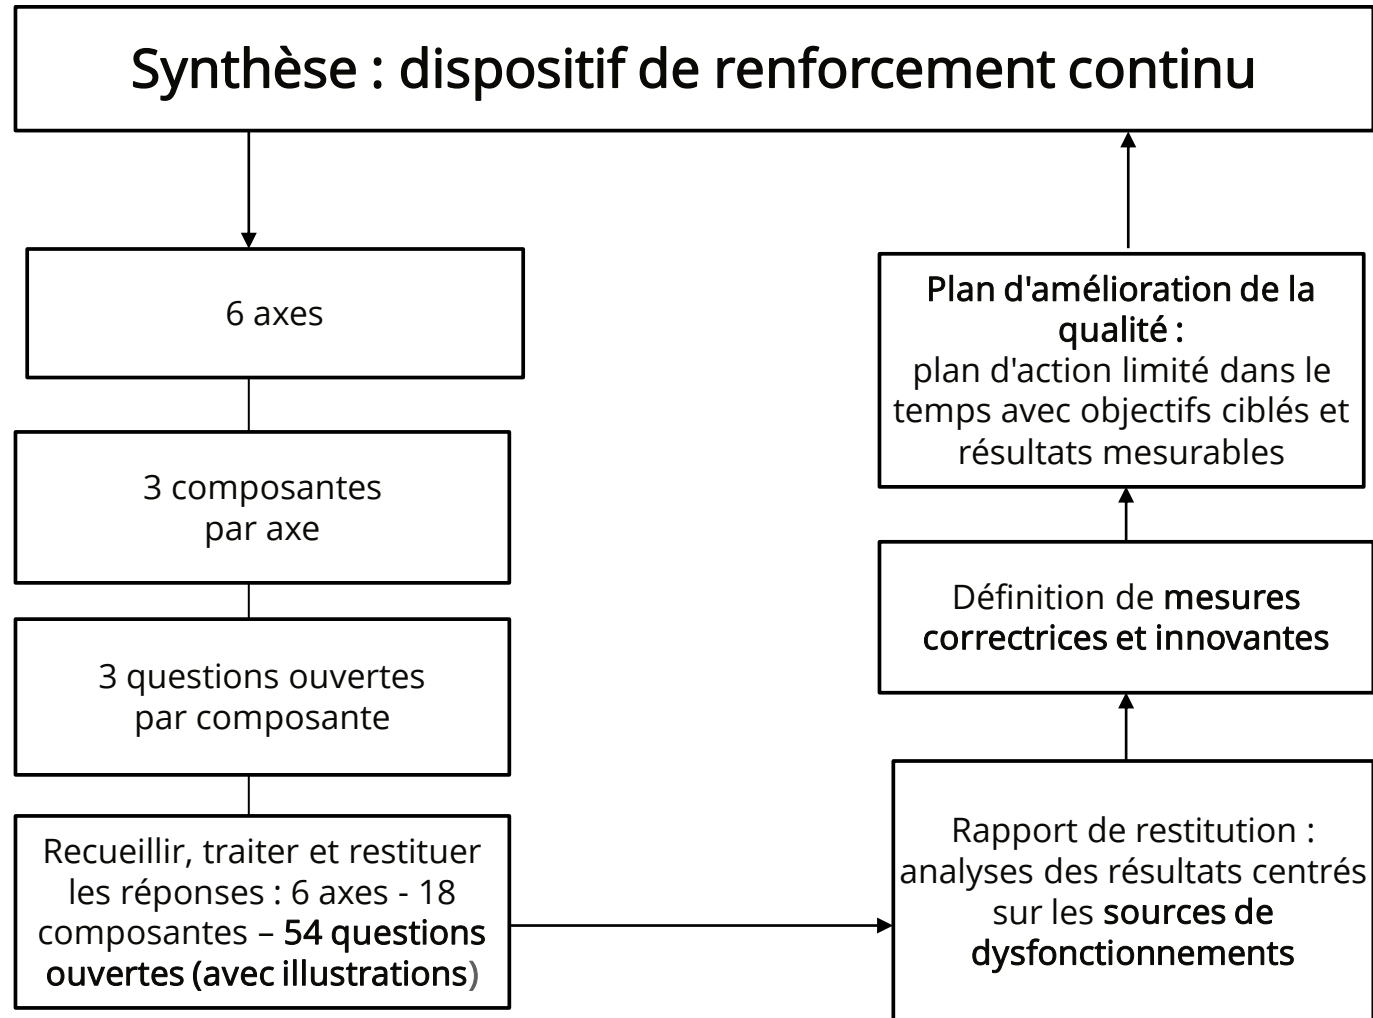 Synthèse : dispositif de renforcement continu
6 axes
3 composantes
par axe
3 questions ouvertes
par composante
Recueillir, traiter et restituer
les réponses : 6 axes - 18
composantes – 54 questions
ouvertes (avec illustrations)
Plan d'amélioration de la
qualité :
plan d'action limité dans le
temps avec objectifs ciblés et
résultats mesurables
Définition de mesures
correctrices et innovantes
Rapport de restitution :
analyses des résultats centrés
sur les sources de
dysfonctionnements